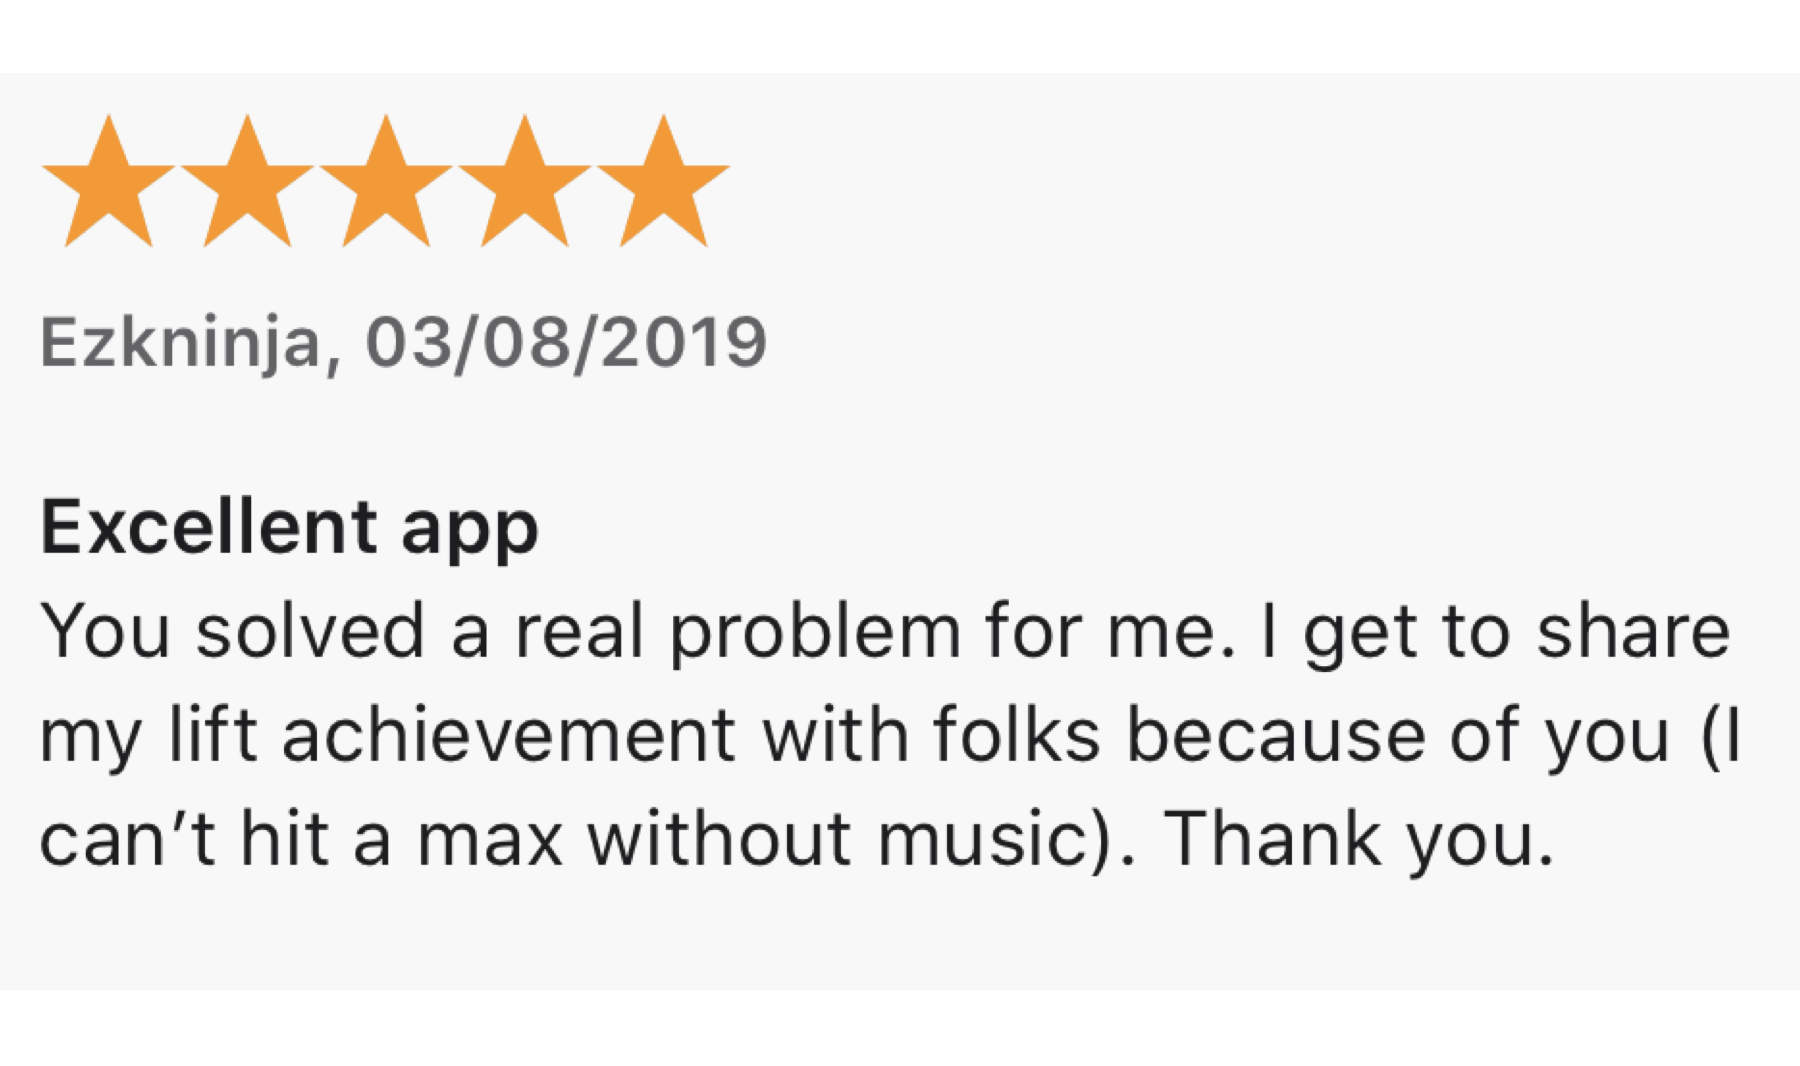 Ezkninja, 03/08/2019
Excellent app
You solved a real problem for me. I get to share
my lift achievement with folks because of you (I
can’t hit a max without music). Thank you.